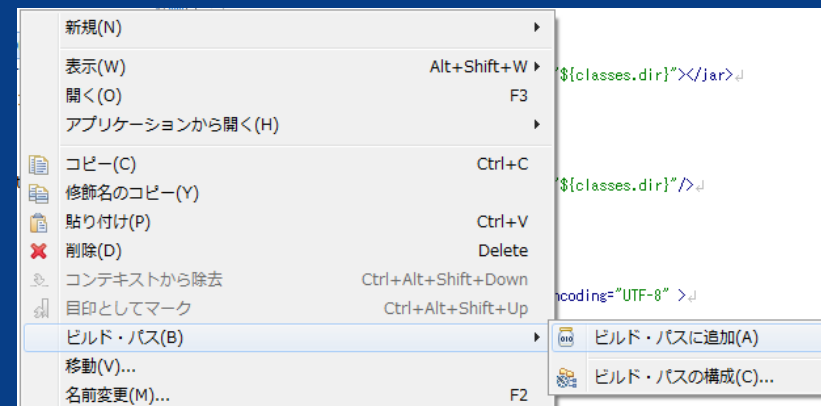 新規(N)
表示(W) Alt+Shift+W
"${classes.dir}"></jar>↲
開く(O) F3
アプリケーションから開く(H)
コピー(C) Ctrl+C
修飾名のコピー(Y)
"${classes.dir}"/>↲
貼り付け(P) Ctrl+V
削除(D) Delete
コンテキストから除去 Ctrl+Alt+Shift+Down
ncoding="UTF-8" >↲
目印としてマーク Ctrl+Alt+Shift+Up
ビルド・パス(B)
ビルド・パスに追加(A)
移動(V)...
ビルド・パスの構成(C)...
名前変更(M)... F2